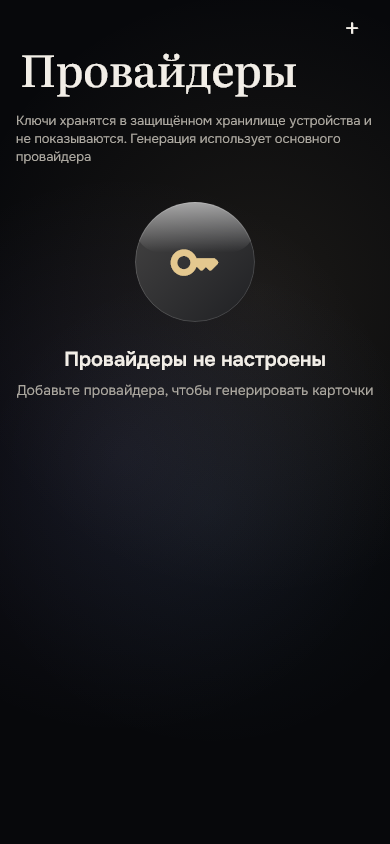 +
Провайдеры
Ключи хранятся в защищённом хранилище устройства и
не показываются. Генерация использует основного
провайдера
Провайдеры не настроены
Добавьте провайдера, чтобы генерировать карточки